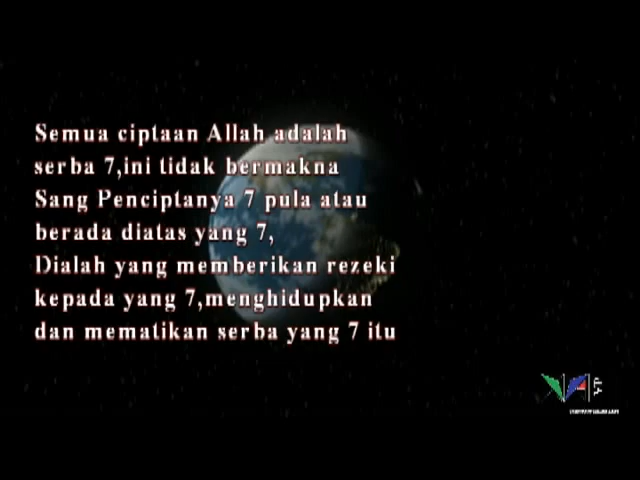 Semua ciptaan Allah adalah
serba 7,ini tidak bermakna
Sang Penciptanya 7 pula atau
berada diatas yang 7,
Dialah yang memberikan rezeki
kepada yang 7,menghidupkan
dan mematikan serba yang 7 itu